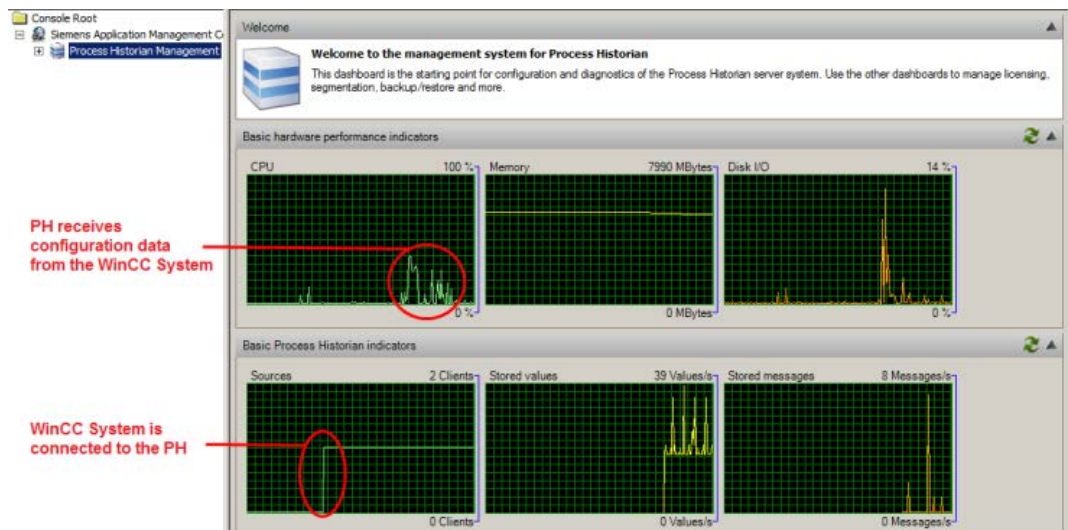 Console Root
Siemens Application Management C
Process Historian Management
Welcome
Welcome to the management system for Process Historian
This dashboard is the starting point for configuration and diagnostics of the Process Historian server system. Use the other dashboards to manage licensing,
segmentation, backup/restore and more.
Basic hardware performance indicators
CPU 100 %
Memory 7990 MBytes
Disk I/O 14 %
PH receives
configuration data
from the WinCC System
0 %
0 MBytes
0 %
Basic Process Historian indicators
Sources 2 Clients
Stored values 39 Values/s
Stored messages 8 Messages/s
WinCC System is
connected to the PH
0 Clients
0 Values/s
0 Messages/s